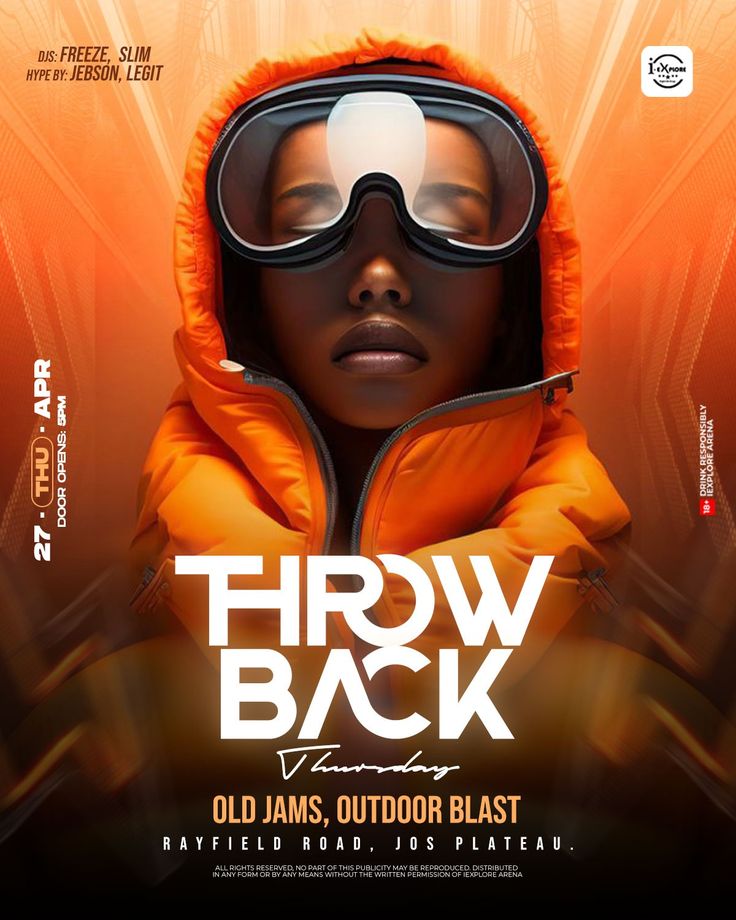 DJS: FREEZE, SLIM
HYPE BY: JEBSON, LEGIT
i-EXPLORE
27 · THU · APR
DOOR OPENS: 5PM
18+ DRINK RESPONSIBLY
IEXPLORE ARENA
THROW
BACK
Thursday
OLD JAMS, OUTDOOR BLAST
RAYFIELD ROAD, JOS PLATEAU.
ALL RIGHTS RESERVED, NO PART OF THIS PUBLICITY MAY BE REPRODUCED. DISTRIBUTED
IN ANY FORM OR BY ANY MEANS WITHOUT THE WRITTEN PERMISSION OF IEXPLORE ARENA